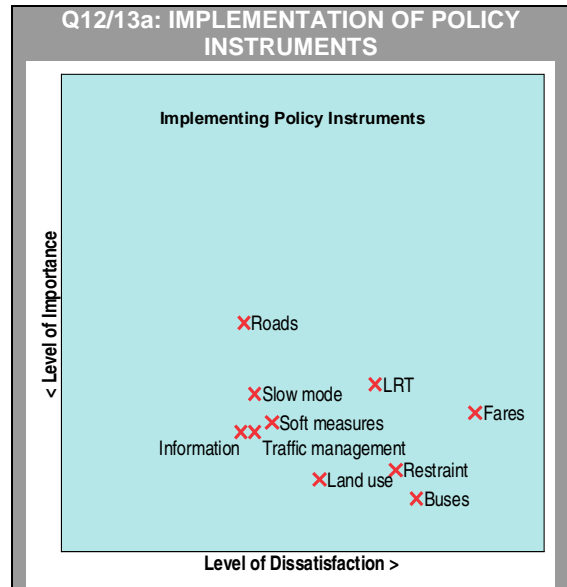 Q12/13a: IMPLEMENTATION OF POLICY
INSTRUMENTS
Implementing Policy Instruments
< Level of Importance
Roads
LRT
Slow mode
Fares
Soft measures
Information
Traffic management
Restraint
Land use
Buses
Level of Dissatisfaction >